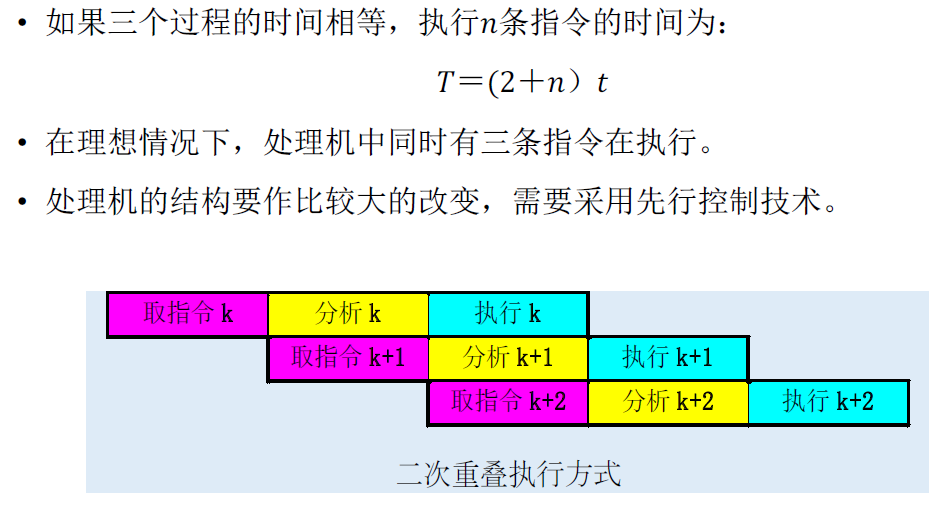 • 如果三个过程的时间相等，执行n条指令的时间为：
T＝(2＋n）t
• 在理想情况下，处理机中同时有三条指令在执行。
• 处理机的结构要作比较大的改变，需要采用先行控制技术。
取指令 k 分析 k 执行 k
取指令 k+1 分析 k+1 执行 k+1
取指令 k+2 分析 k+2 执行 k+2
二次重叠执行方式